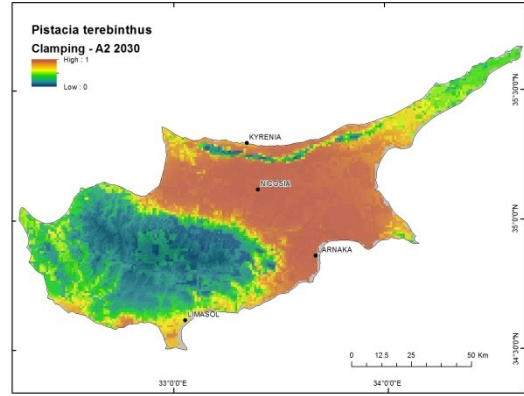 Pistacia terebinthus
Clamping - A2 2030
High : 1
Low : 0
KYRENIA
NICOSIA
LARNAKA
LIMASOL
35°30'0"N
35°0'0"N
34°30'0"N
0 12.5 25 50 Km
33°0'0"E
34°0'0"E